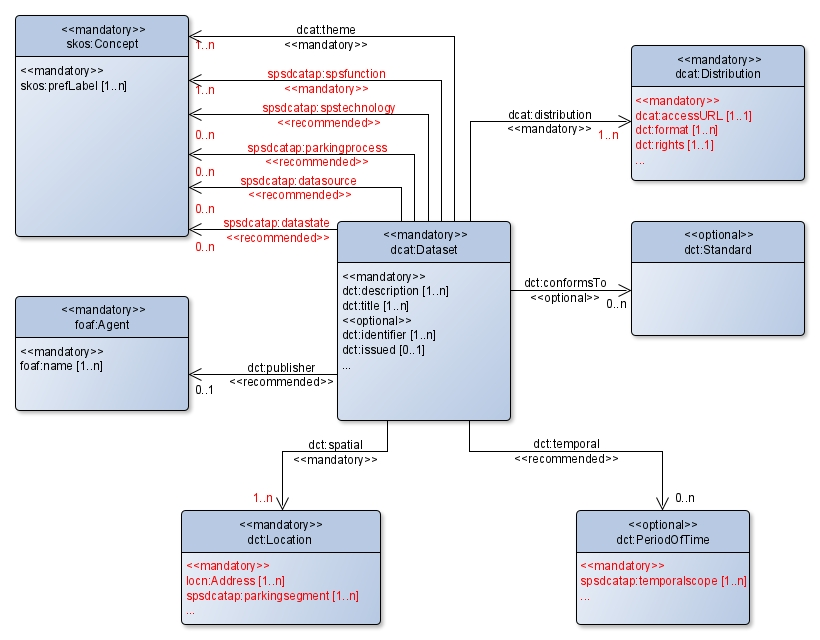 <<mandatory>>
skos:Concept
<<mandatory>>
skos:prefLabel [1..n]
dcat:theme
<<mandatory>>
1..n
spsdcatap:spsfunction
<<mandatory>>
1..n
spsdcatap:spstechnology
<<recommended>>
0..n
spsdcatap:parkingprocess
<<recommended>>
0..n
spsdcatap:datasource
<<recommended>>
0..n
spsdcatap:datastate
<<recommended>>
0..n
dcat:distribution
<<mandatory>>
1..n
<<mandatory>>
dcat:Distribution
<<mandatory>>
dcat:accessURL [1..1]
dct:format [1..n]
dct:rights [1..1]
...
<<mandatory>>
dcat:Dataset
<<mandatory>>
dct:description [1..n]
dct:title [1..n]
<<optional>>
dct:identifier [1..n]
dct:issued [0..1]
...
dct:conformsTo
<<optional>>
0..n
<<optional>>
dct:Standard
<<mandatory>>
foaf:Agent
<<mandatory>>
foaf:name [1..n]
dct:publisher
<<recommended>>
0..1
dct:spatial
<<mandatory>>
1..n
dct:temporal
<<recommended>>
0..n
<<mandatory>>
dct:Location
<<mandatory>>
locn:Address [1..n]
spsdcatap:parkingsegment [1..n]
...
<<optional>>
dct:PeriodOfTime
<<mandatory>>
spsdcatap:temporalscope [1..n]
...